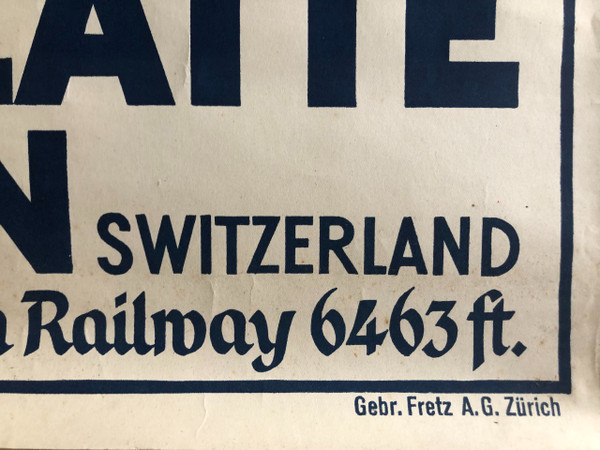 LATTE
N SWITZERLAND
n Railway 6463 ft.
Gebr. Fretz A.G. Zürich